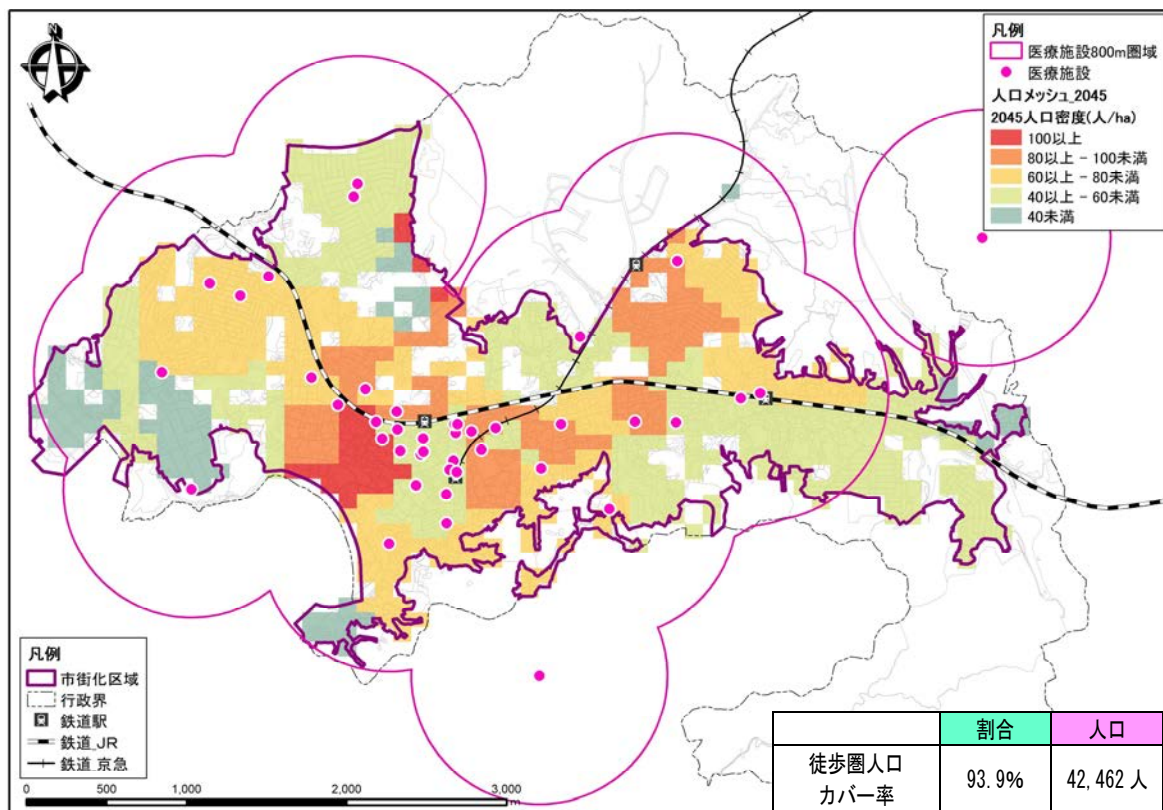 凡例
医療施設800m圏域
医療施設
人口メッシュ_2045
2045人口密度(人/ha)
100以上
80以上 - 100未満
60以上 - 80未満
40以上 - 60未満
40未満
凡例
市街化区域
行政界
鉄道駅
鉄道_JR
鉄道_京急
0 500 1,000 2,000 3,000
m
割合 人口
徒歩圏人口
カバー率
93.9% 42,462 人